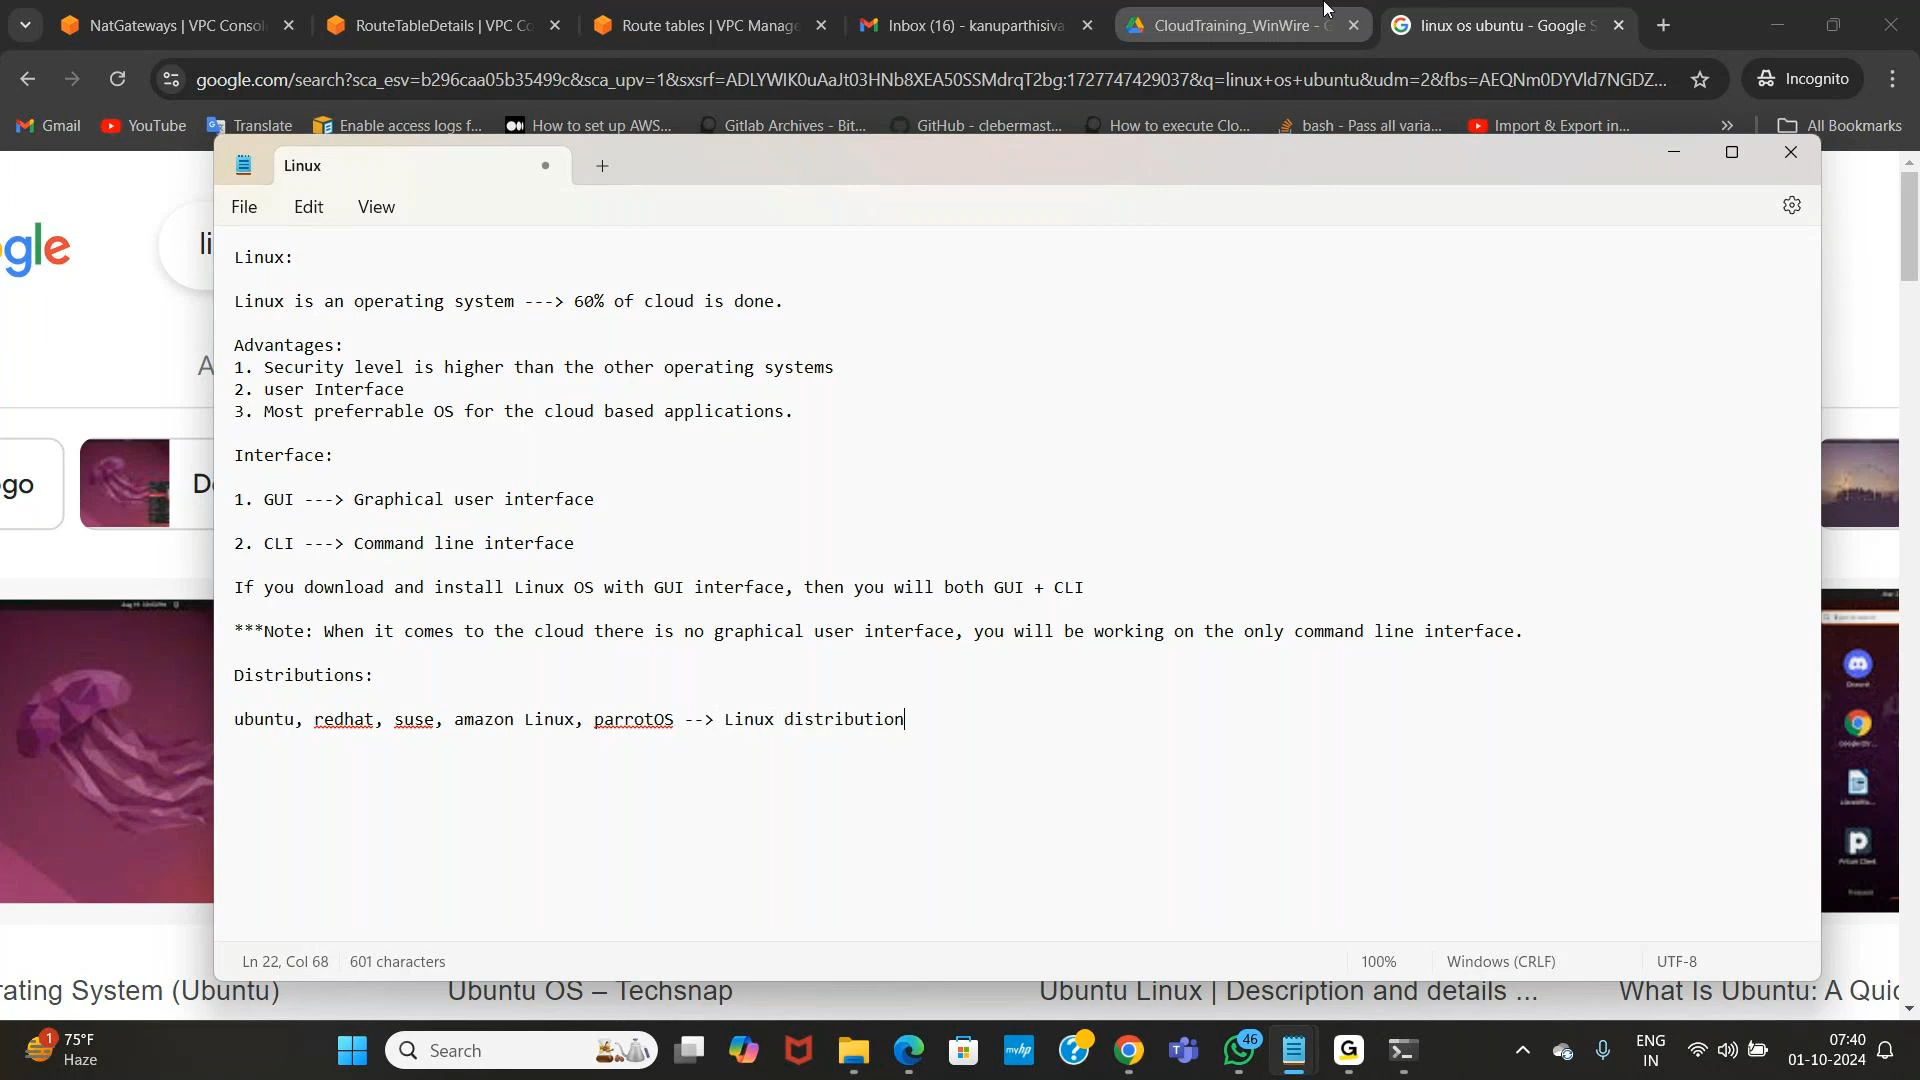 NatGateways | VPC Consol
RouteTableDetails | VPC Co
Route tables | VPC Manage
Inbox (16) - kanuparthisiva
CloudTraining_WinWire - G
linux os ubuntu - Google S
google.com/search?sca_esv=b296caa05b35499c&sca_upv=1&sxsrf=ADLYWIK0uAaJt03HNb8XEA50SSMdrqT2bg:1727747429037&q=linux+os+ubuntu&udm=2&fbs=AEQNm0DYVld7NGDZ...
Incognito
Gmail
YouTube
Translate
Enable access logs f...
How to set up AWS...
Gitlab Archives - Bit...
GitHub - clebermast...
How to execute Clo...
bash - Pass all varia...
Import & Export in...
All Bookmarks
Linux
File
Edit
View
gle
li
A
go
D
Linux:
Linux is an operating system ---> 60% of cloud is done.
Advantages:
1. Security level is higher than the other operating systems
2. user Interface
3. Most preferrable OS for the cloud based applications.
Interface:
1. GUI ---> Graphical user interface
2. CLI ---> Command line interface
If you download and install Linux OS with GUI interface, then you will both GUI + CLI
***Note: When it comes to the cloud there is no graphical user interface, you will be working on the only command line interface.
Distributions:
ubuntu, redhat, suse, amazon Linux, parrotOS --> Linux distribution
Ln 22, Col 68
601 characters
100%
Windows (CRLF)
UTF-8
rating System (Ubuntu)
Ubuntu OS – Techsnap
Ubuntu Linux | Description and details ...
What Is Ubuntu: A Quic
1
75°F
Haze
Search
myhp
46
ENG
IN
07:40
01-10-2024